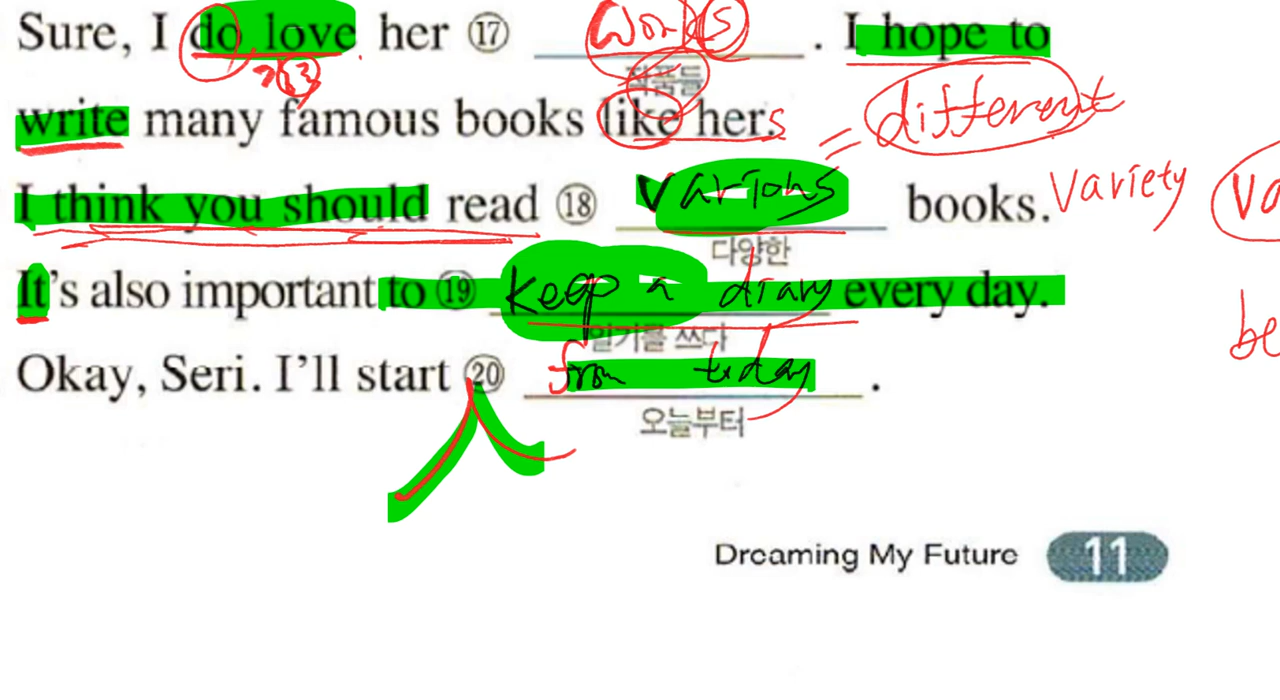 Sure, I do love her ⑰ works . I hope to
강조
작품들
write many famous books like hers = different
I think you should read ⑱ various books. Variety
다양한
It's also important to ⑲ keep a diary every day.
일기를 쓰다
Okay, Seri. I'll start ⑳ from today .
오늘부터
Dreaming My Future 11